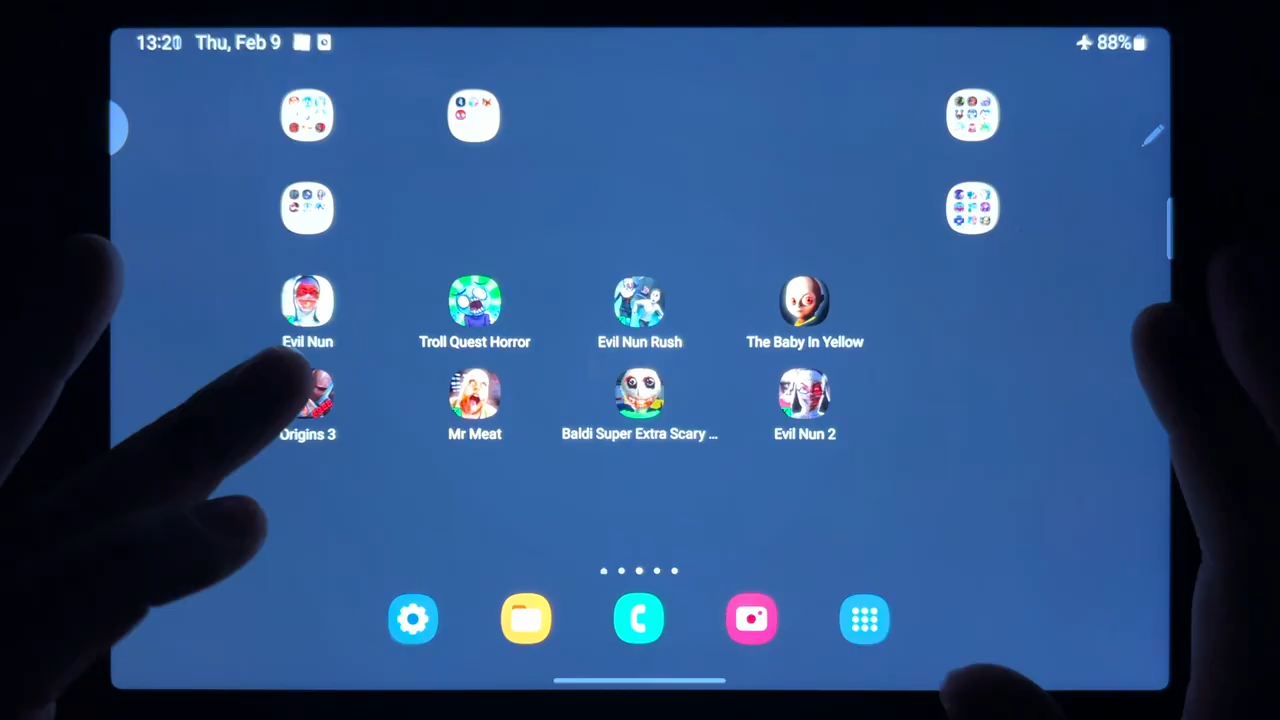 13:20 Thu, Feb 9 88%
Evil Nun Troll Quest Horror Evil Nun Rush The Baby In Yellow
Origins 3 Mr Meat Baldi Super Extra Scary ... Evil Nun 2